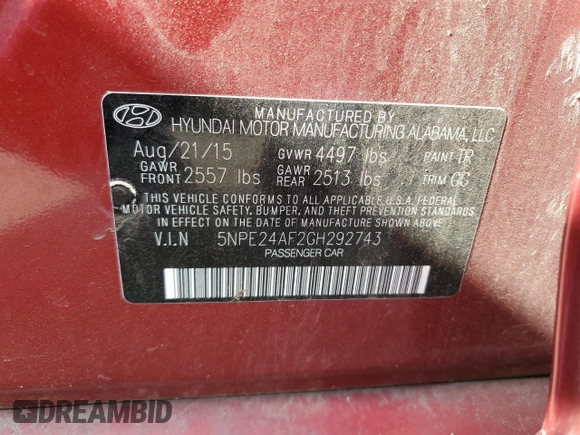 MANUFACTURED BY
HYUNDAI MOTOR MANUFACTURING ALABAMA, LLC
Aug/21/15 GVWR 4497 lbs PAINT TR
GAWR FRONT 2557 lbs GAWR REAR 2513 lbs TRIM GC
THIS VEHICLE CONFORMS TO ALL APPLICABLE U.S.A. FEDERAL
MOTOR VEHICLE SAFETY, BUMPER, AND THEFT PREVENTION STANDARDS
IN EFFECT ON THE DATE OF MANUFACTURE SHOWN ABOVE.
V.I.N 5NPE24AF2GH292743
PASSENGER CAR
DREAMBID